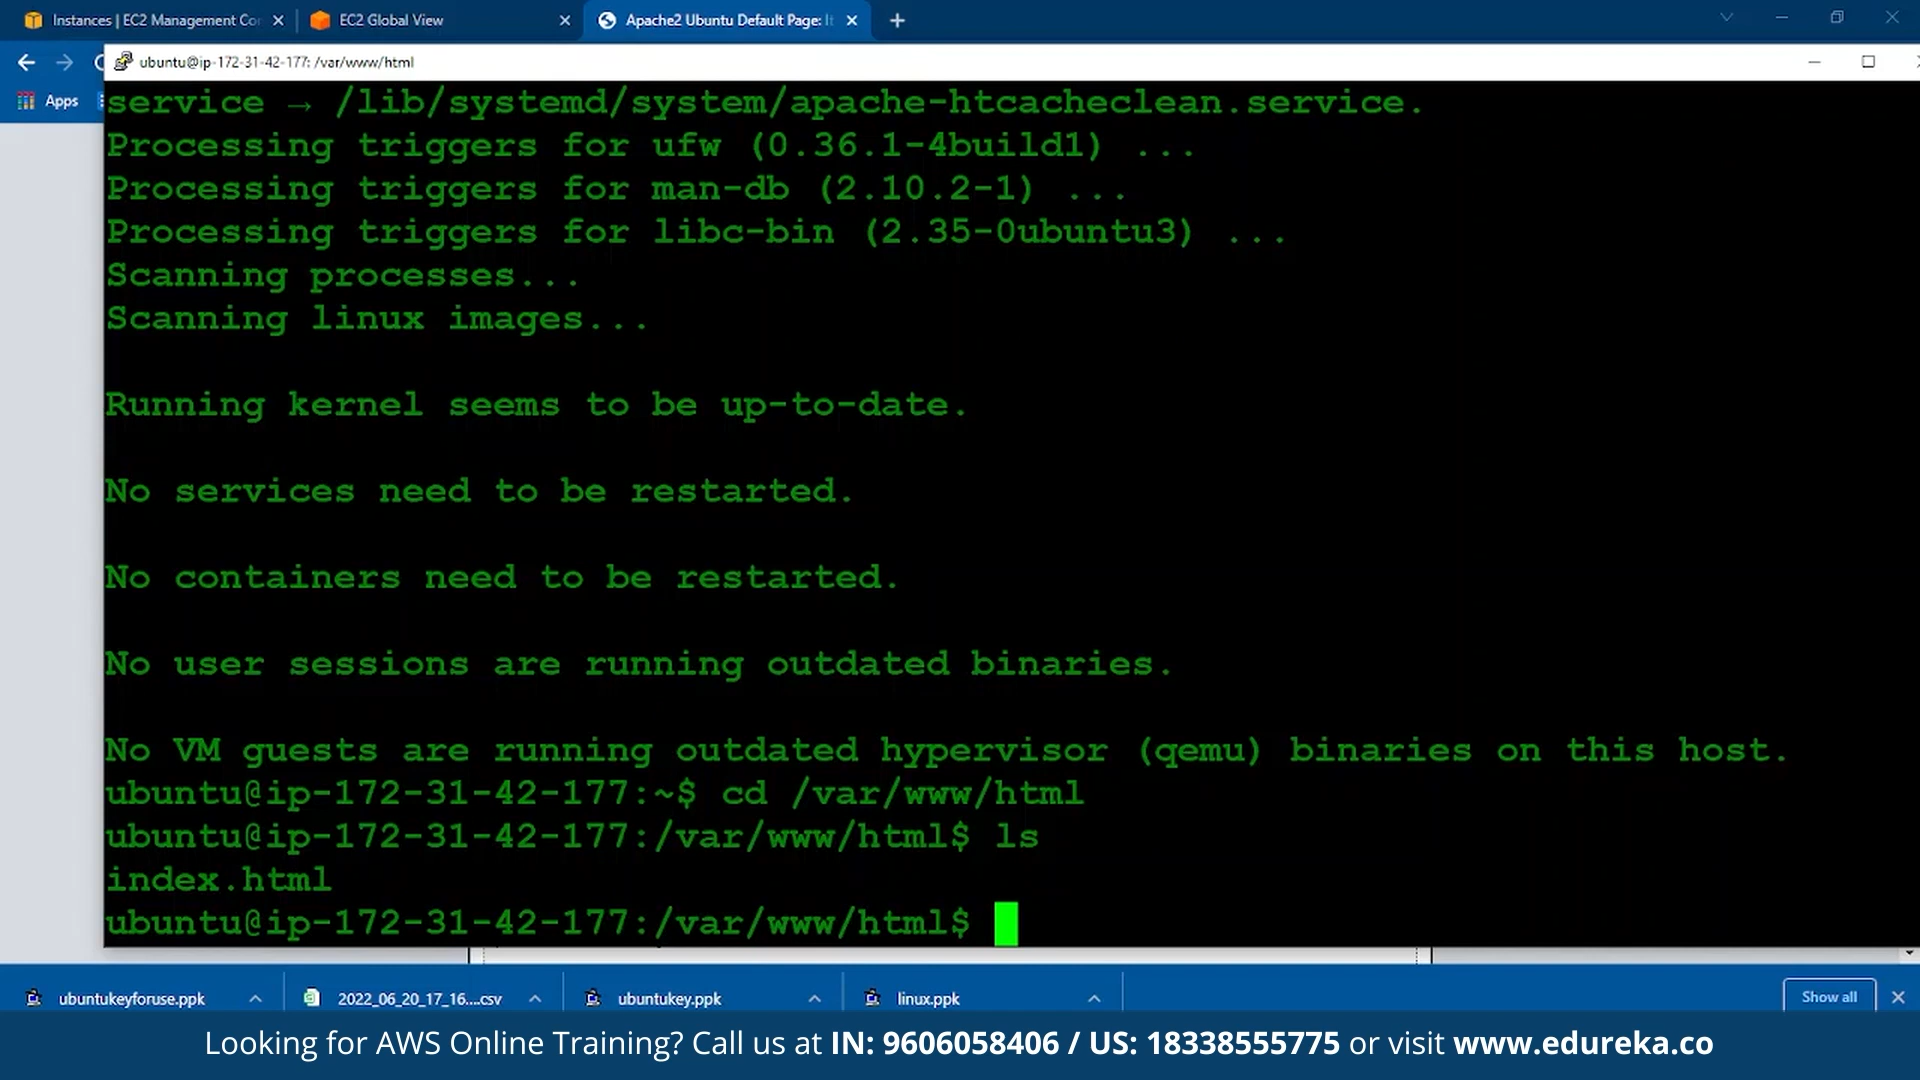 Instances | EC2 Management Co
EC2 Global View
Apache2 Ubuntu Default Page: It
ubuntu@ip-172-31-42-177: /var/www/html
Apps
service → /lib/systemd/system/apache-htcacheclean.service.
Processing triggers for ufw (0.36.1-4build1) ...
Processing triggers for man-db (2.10.2-1) ...
Processing triggers for libc-bin (2.35-0ubuntu3) ...
Scanning processes...
Scanning linux images...
Running kernel seems to be up-to-date.
No services need to be restarted.
No containers need to be restarted.
No user sessions are running outdated binaries.
No VM guests are running outdated hypervisor (qemu) binaries on this host.
ubuntu@ip-172-31-42-177:~$ cd /var/www/html
ubuntu@ip-172-31-42-177:/var/www/html$ ls
index.html
ubuntu@ip-172-31-42-177:/var/www/html$
ubuntukeyforuse.ppk
2022_06_20_17_16....csv
ubuntukey.ppk
linux.ppk
Show all
Looking for AWS Online Training? Call us at IN: 9606058406 / US: 18338555775 or visit www.edureka.co